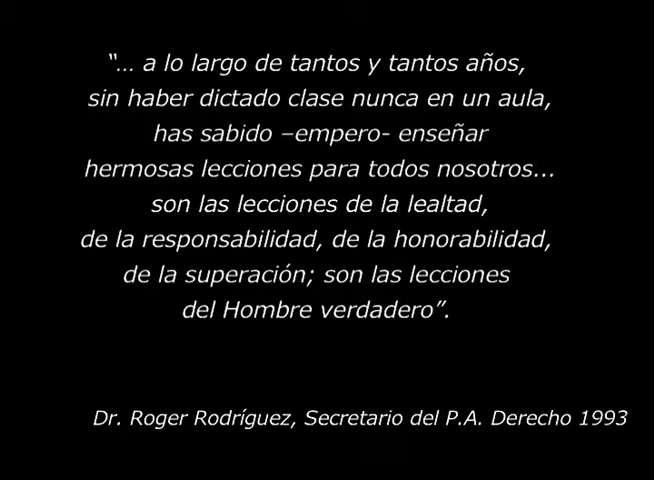 “… a lo largo de tantos y tantos años,
sin haber dictado clase nunca en un aula,
has sabido –empero- enseñar
hermosas lecciones para todos nosotros...
son las lecciones de la lealtad,
de la responsabilidad, de la honorabilidad,
de la superación; son las lecciones
del Hombre verdadero”.
Dr. Roger Rodríguez, Secretario del P.A. Derecho 1993